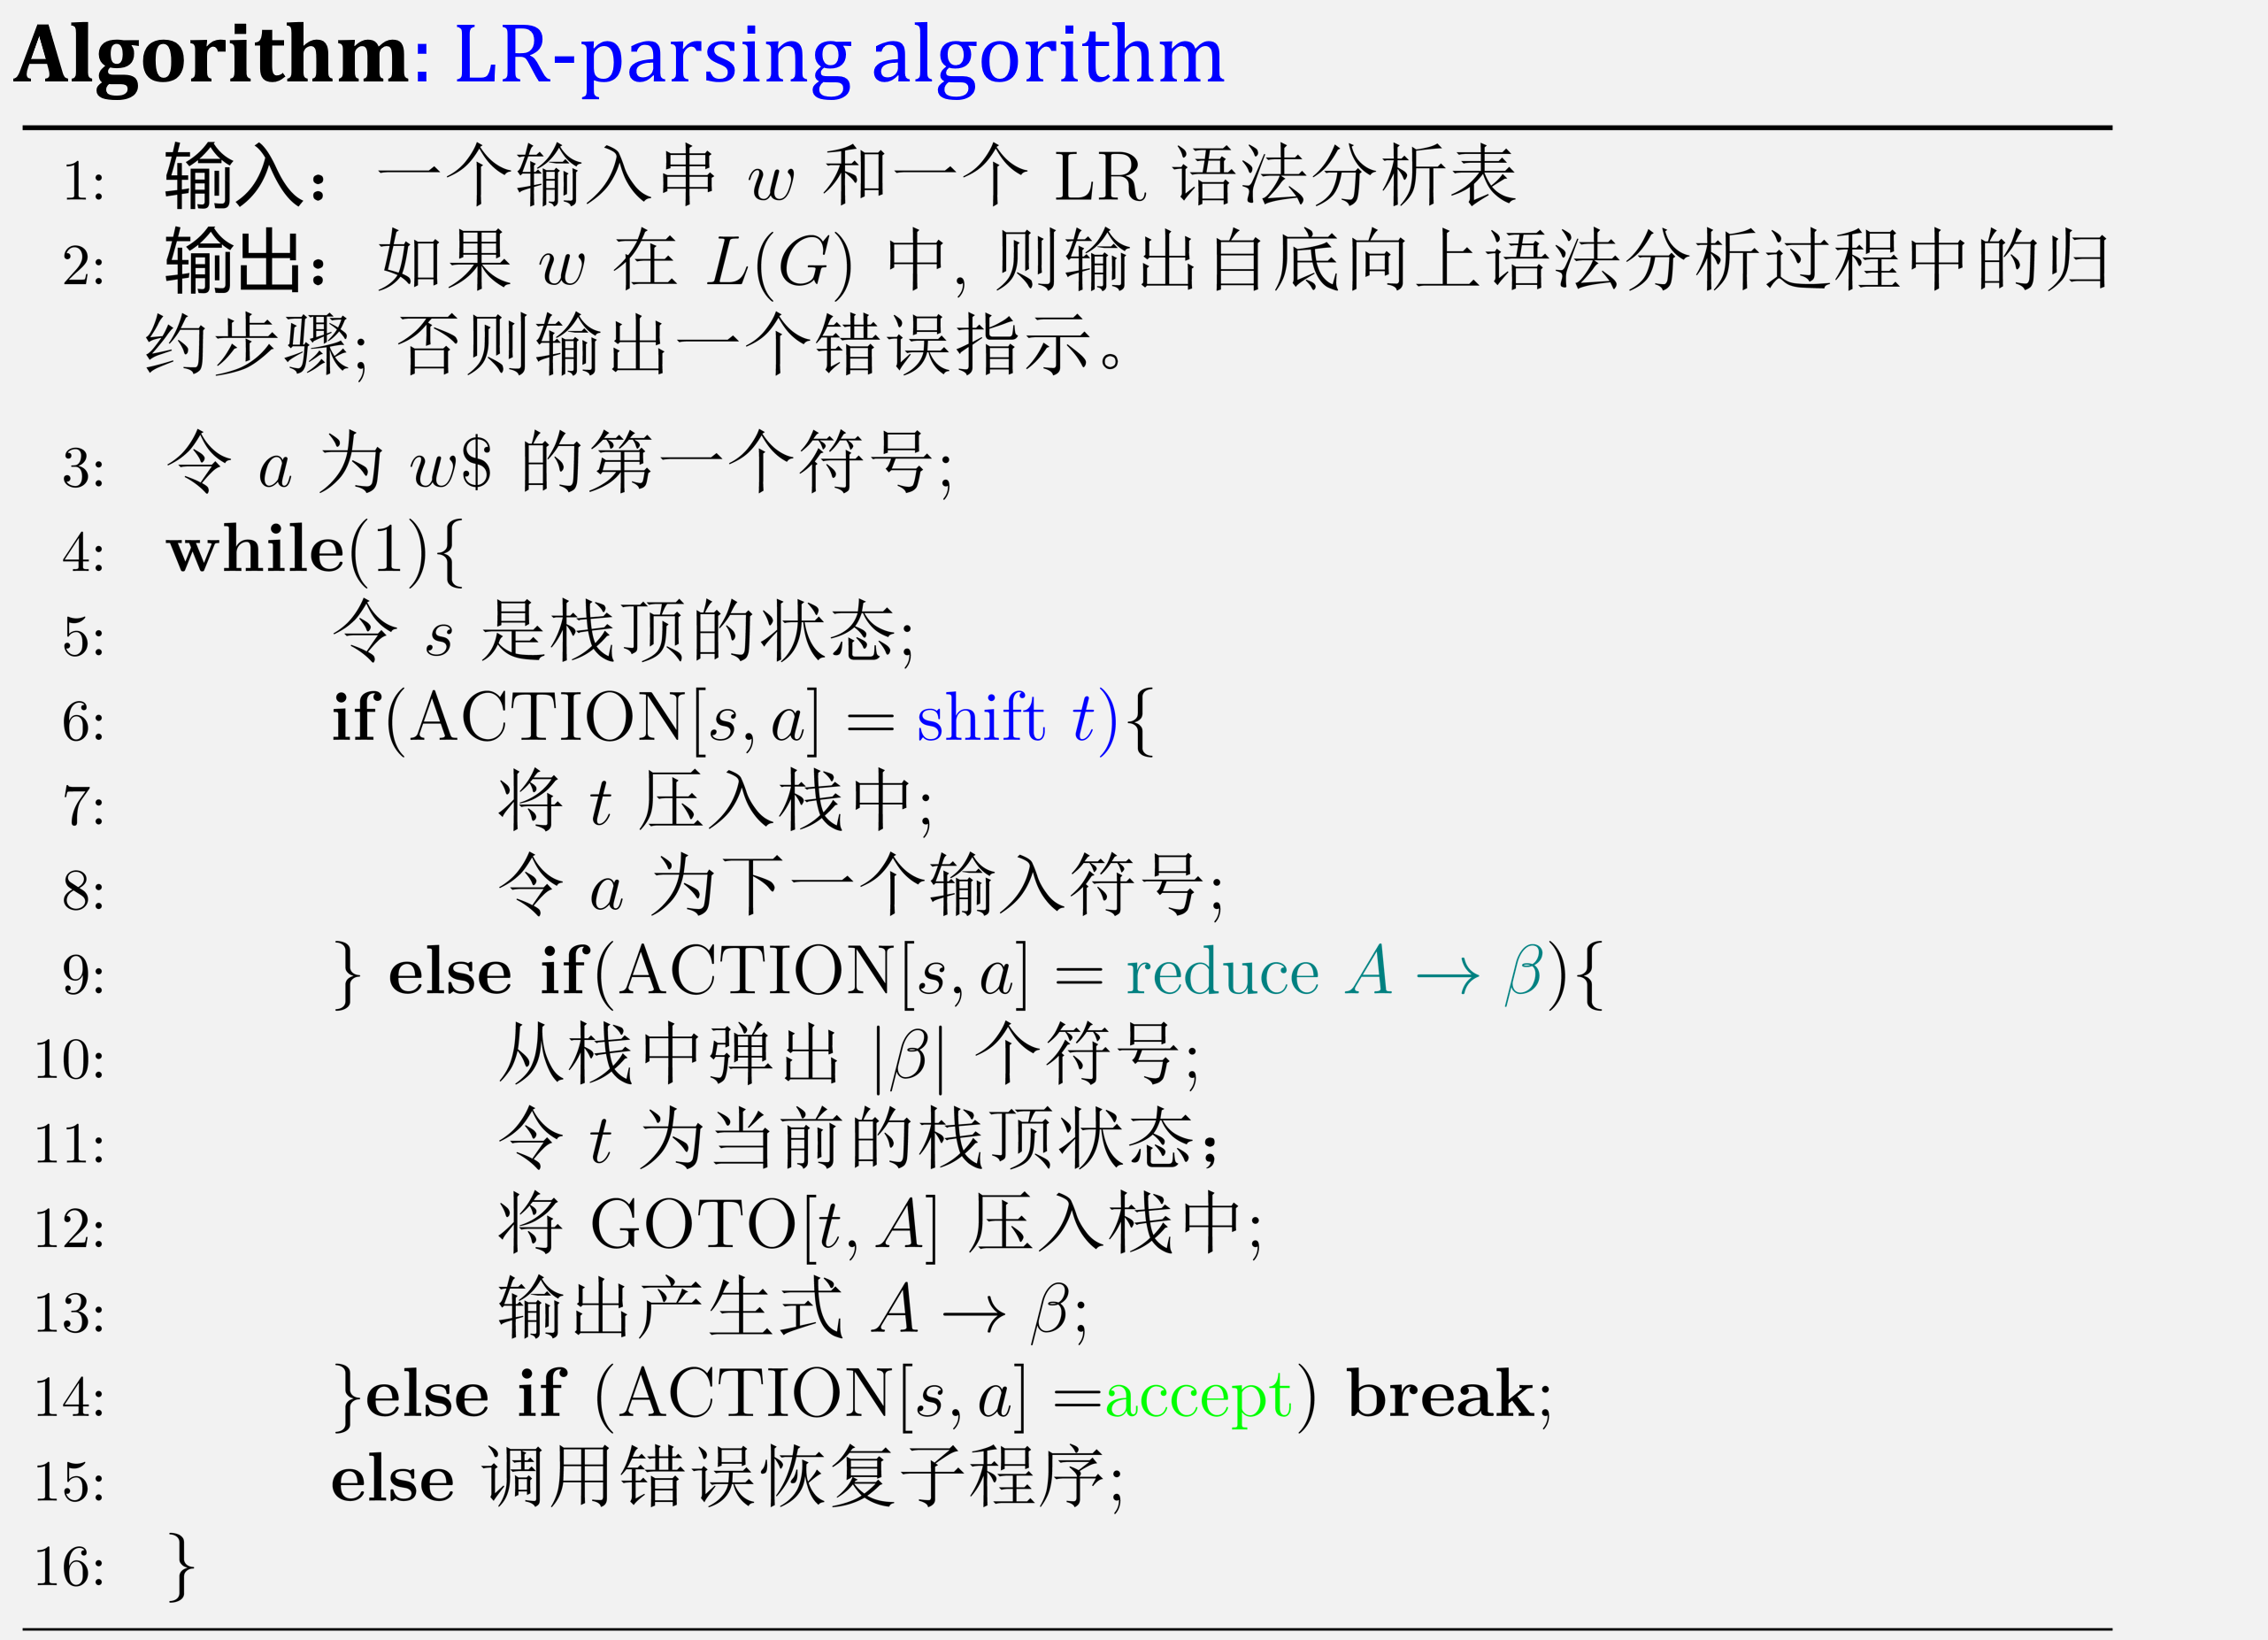 Algorithm: LR-parsing algorithm
1: 输入: 一个输入串 w 和一个 LR 语法分析表
2: 输出: 如果 w 在 L(G) 中, 则输出自底向上语法分析过程中的归
约步骤; 否则输出一个错误指示。
3: 令 a 为 w$ 的第一个符号;
4: while(1){
5: 令 s 是栈顶的状态;
6: if(ACTION[s, a] = shift t){
7: 将 t 压入栈中;
8: 令 a 为下一个输入符号;
9: } else if(ACTION[s, a] = reduce A → β){
10: 从栈中弹出 |β| 个符号;
11: 令 t 为当前的栈顶状态;
12: 将 GOTO[t, A] 压入栈中;
13: 输出产生式 A → β;
14: }else if (ACTION[s, a] =accept) break;
15: else 调用错误恢复子程序;
16: }